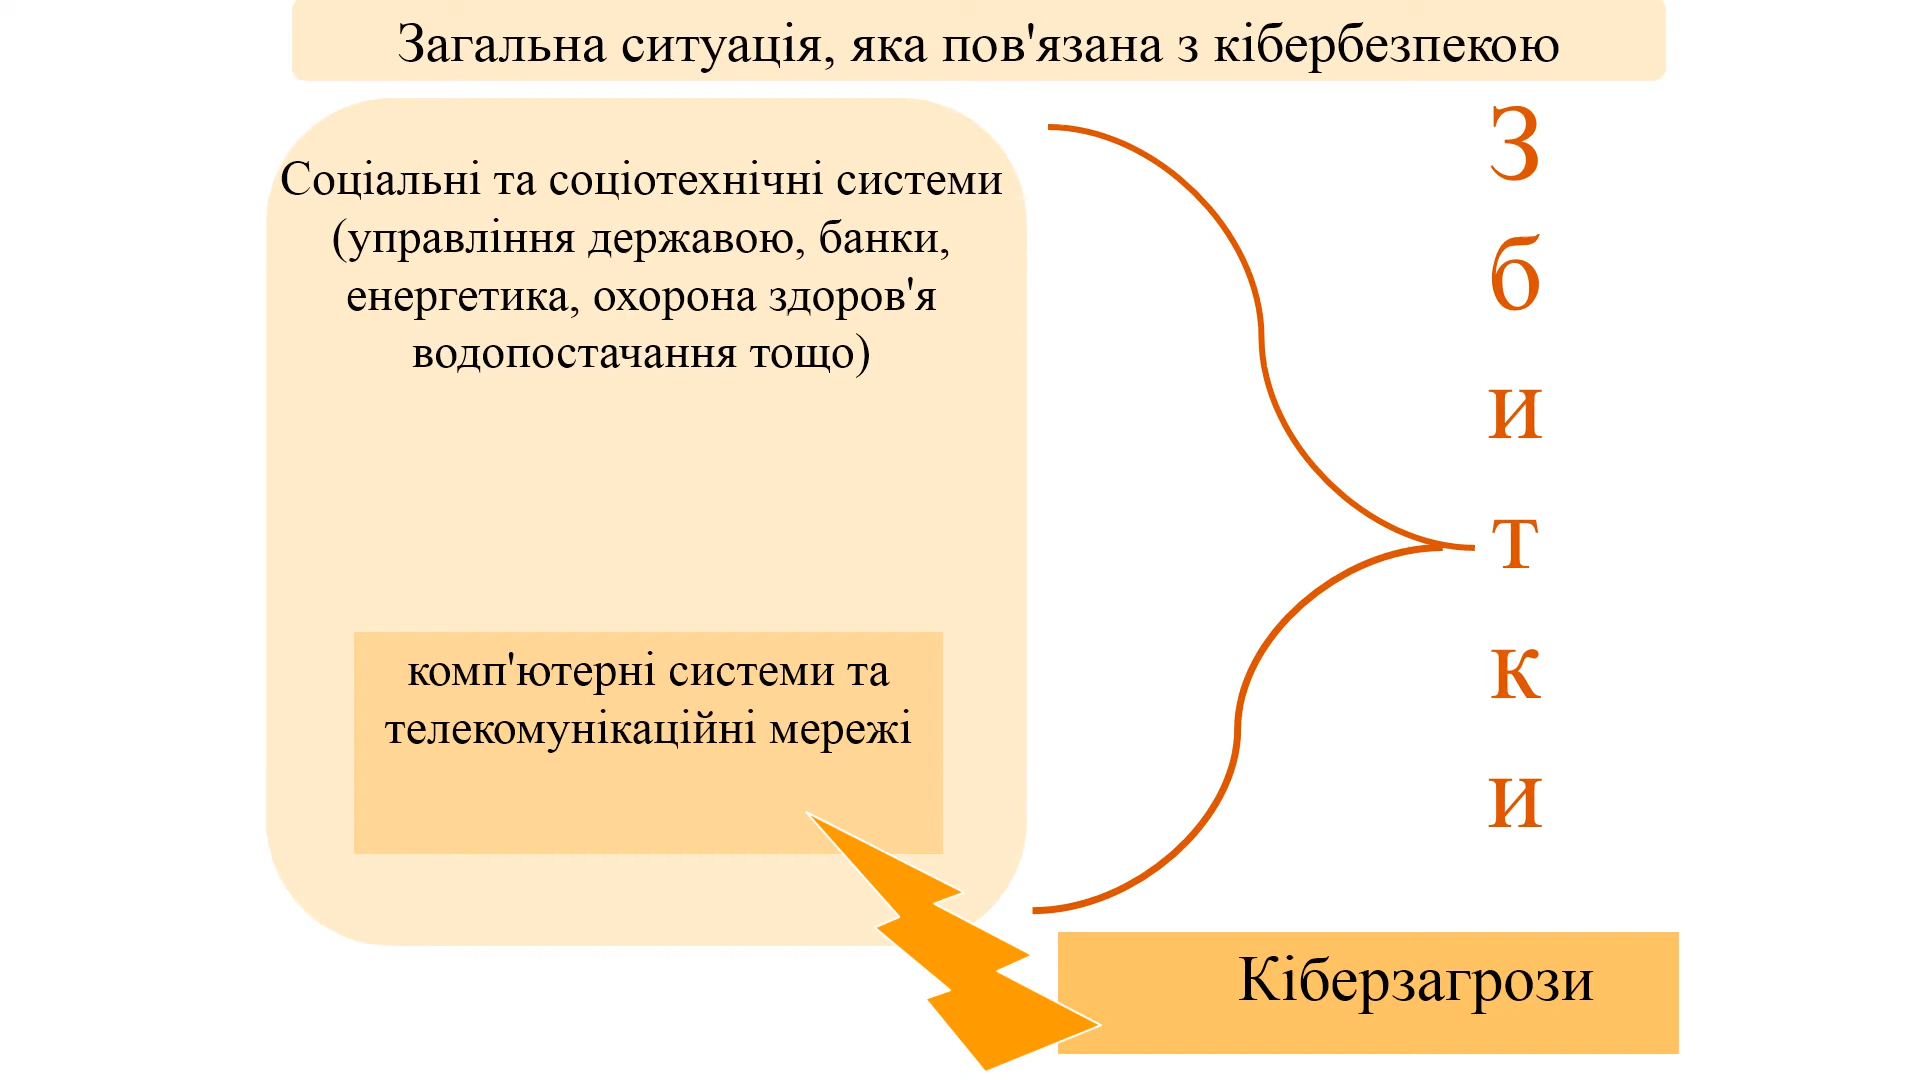 Загальна ситуація, яка пов'язана з кібербезпекою
Соціальні та соціотехнічні системи
(управління державою, банки,
енергетика, охорона здоров'я
водопостачання тощо)
комп'ютерні системи та
телекомунікаційні мережі
Збитки
Кіберзагрози